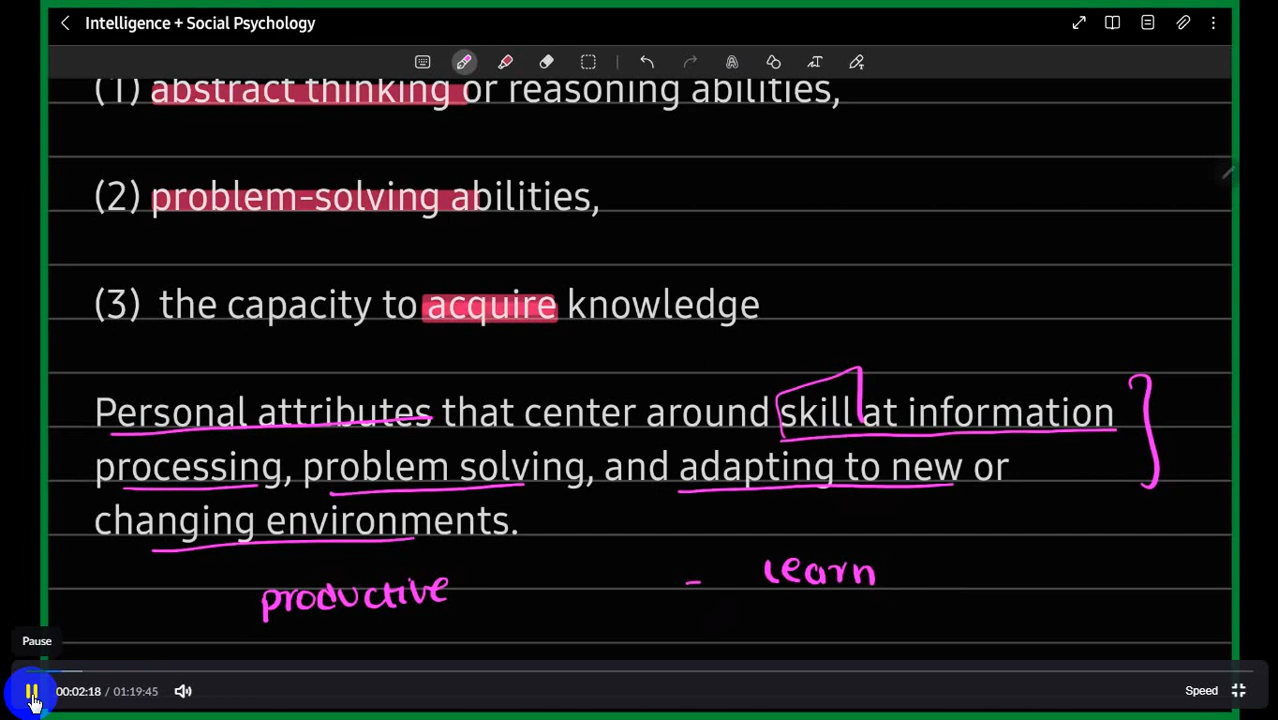 Intelligence + Social Psychology
(1) abstract thinking or reasoning abilities,
(2) problem-solving abilities,
(3) the capacity to acquire knowledge
Personal attributes that center around skill at information
processing, problem solving, and adapting to new or
changing environments.
productive - learn
Pause
00:02:18 / 01:19:45
Speed